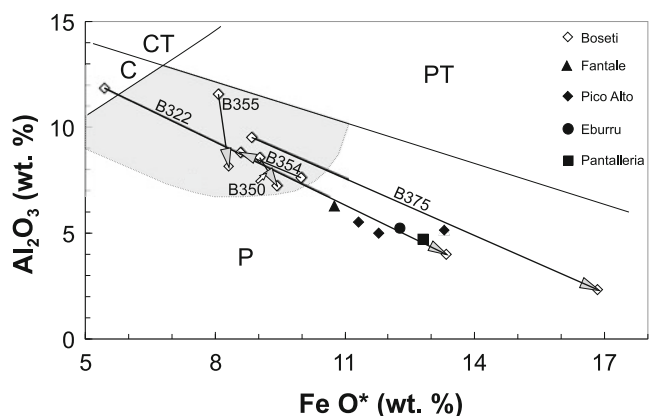 15
10
5
0
Al₂O₃ (wt. %)
CT
C
PT
P
B322
B355
B354
B350
B375
Boseti
Fantale
Pico Alto
Eburru
Pantalleria
5 8 11 14 17
Fe O* (wt. %)